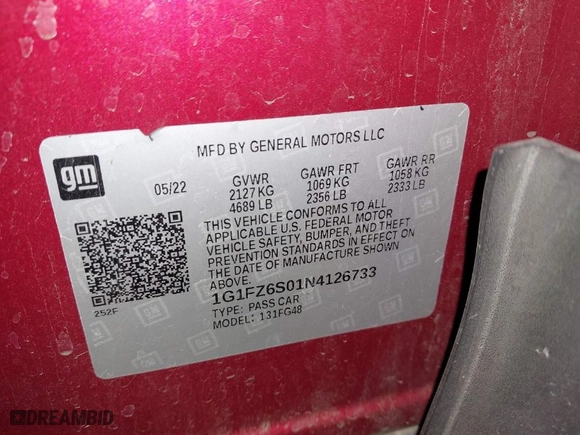 MFD BY GENERAL MOTORS LLC
gm
05/22
GVWR
2127 KG
4689 LB
GAWR FRT
1069 KG
2356 LB
GAWR RR
1058 KG
2333 LB
THIS VEHICLE CONFORMS TO ALL
APPLICABLE U.S. FEDERAL MOTOR
VEHICLE SAFETY, BUMPER, AND THEFT
PREVENTION STANDARDS IN EFFECT ON
THE DATE OF MANUFACTURE SHOWN
ABOVE.
1G1FZ6S01N4126733
TYPE: PASS CAR
MODEL: 131FG48
252F
DREAMBID